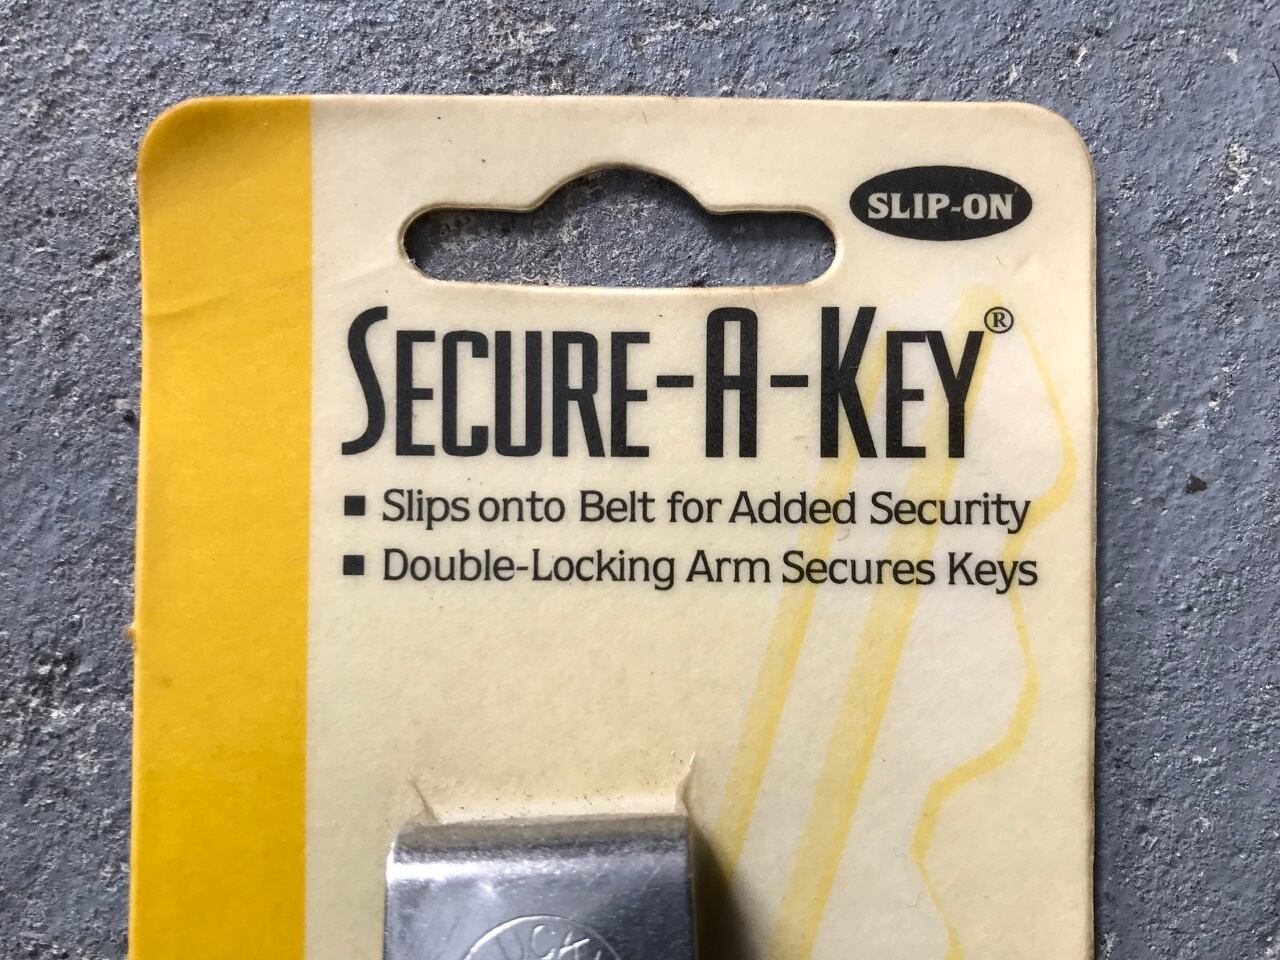 SLIP-ON
SECURE-A-KEY®
▪ Slips onto Belt for Added Security
▪ Double-Locking Arm Secures Keys